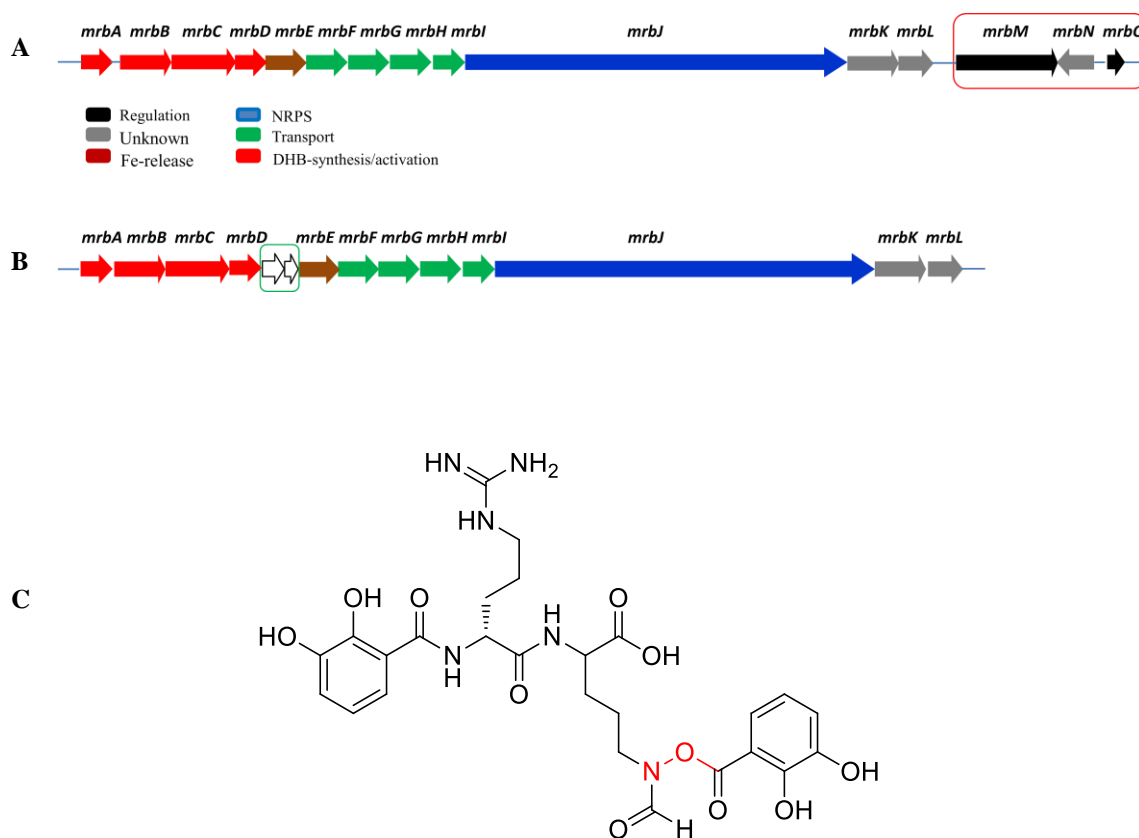 A
mrbA mrbB mrbC mrbD mrbE mrbF mrbG mrbH mrbI mrbJ mrbK mrbL mrbM mrbN mrbO
Regulation NRPS
Unknown Transport
Fe-release DHB-synthesis/activation
B
mrbA mrbB mrbC mrbD mrbE mrbF mrbG mrbH mrbI mrbJ mrbK mrbL
C
HN NH2
HN
OH O H O
HO N OH
N O
H
N O OH
O OH
O H